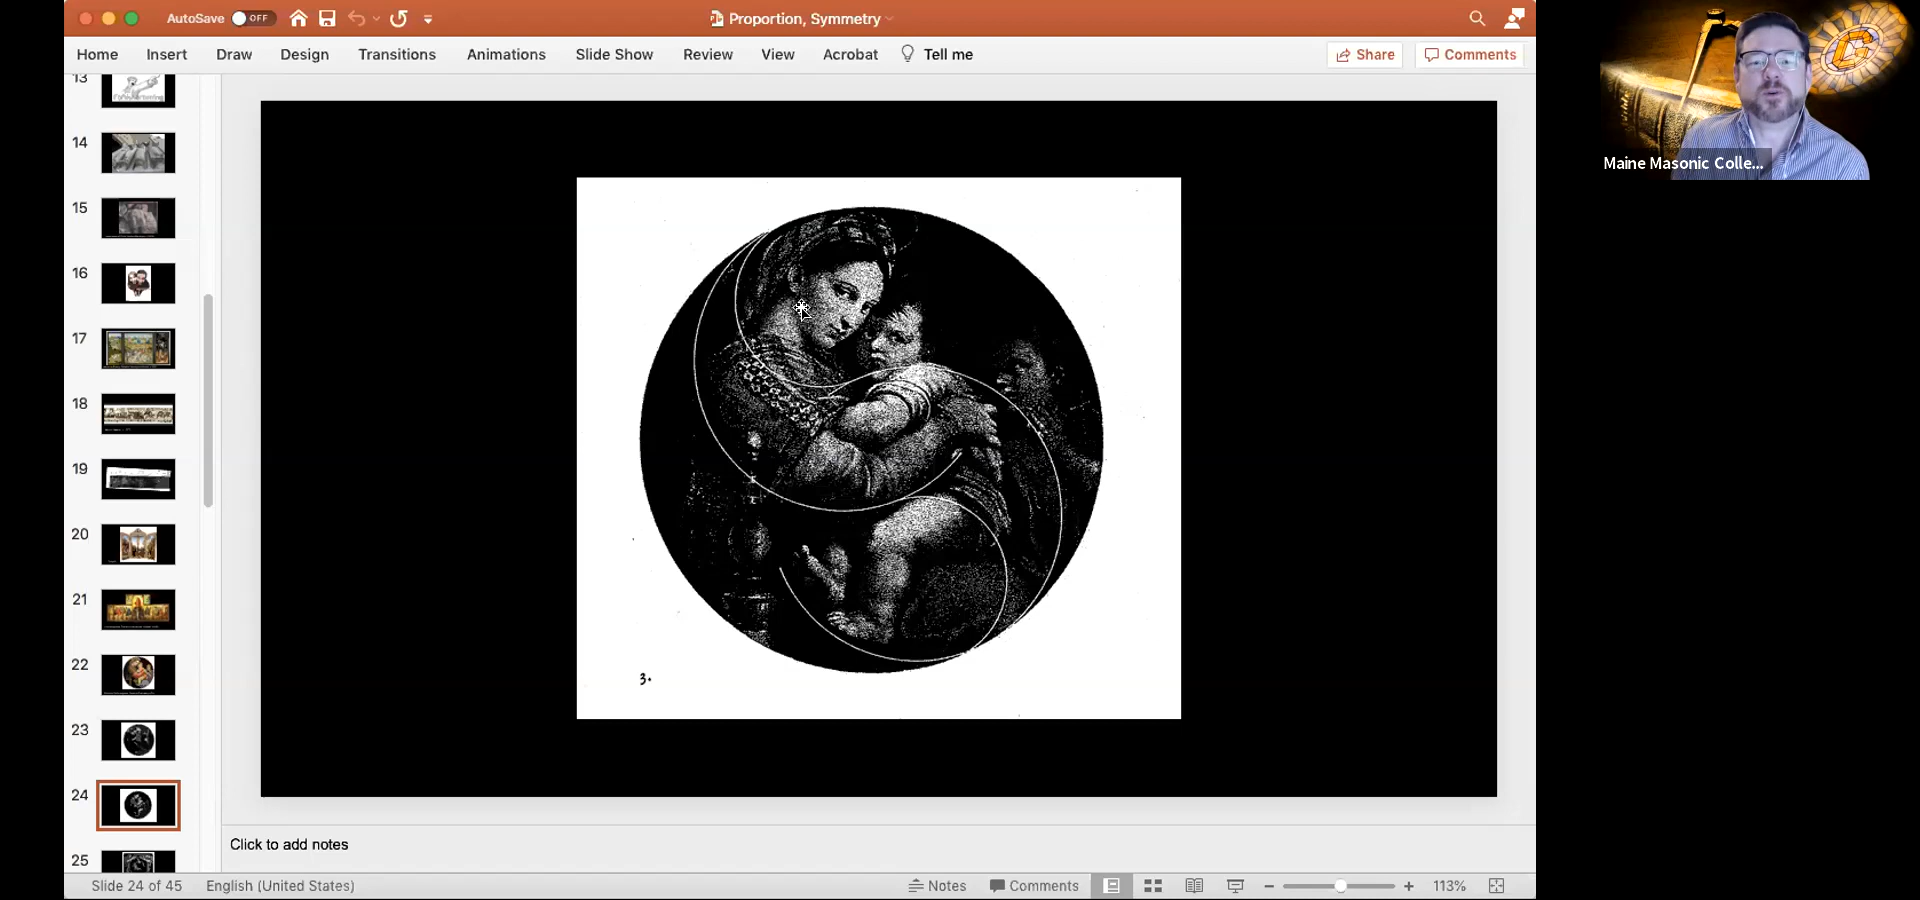 AutoSave OFF Proportion, Symmetry
Home Insert Draw Design Transitions Animations Slide Show Review View Acrobat Tell me Share Comments
Maine Masonic Colle...
13
14
15
16
17
18
19
20
21
22
23
24
25
3.
Click to add notes
Slide 24 of 45 English (United States) Notes Comments 113%